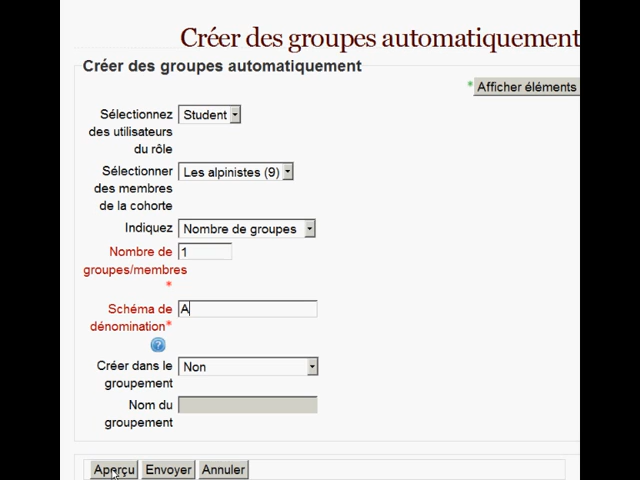 Créer des groupes automatiquement
Créer des groupes automatiquement
* Afficher éléments
Sélectionnez des utilisateurs du rôle
Student
Sélectionner des membres de la cohorte
Les alpinistes (9)
Indiquez
Nombre de groupes
Nombre de groupes/membres *
1
Schéma de dénomination*
A
?
Créer dans le groupement
Non
Nom du groupement
Aperçu Envoyer Annuler